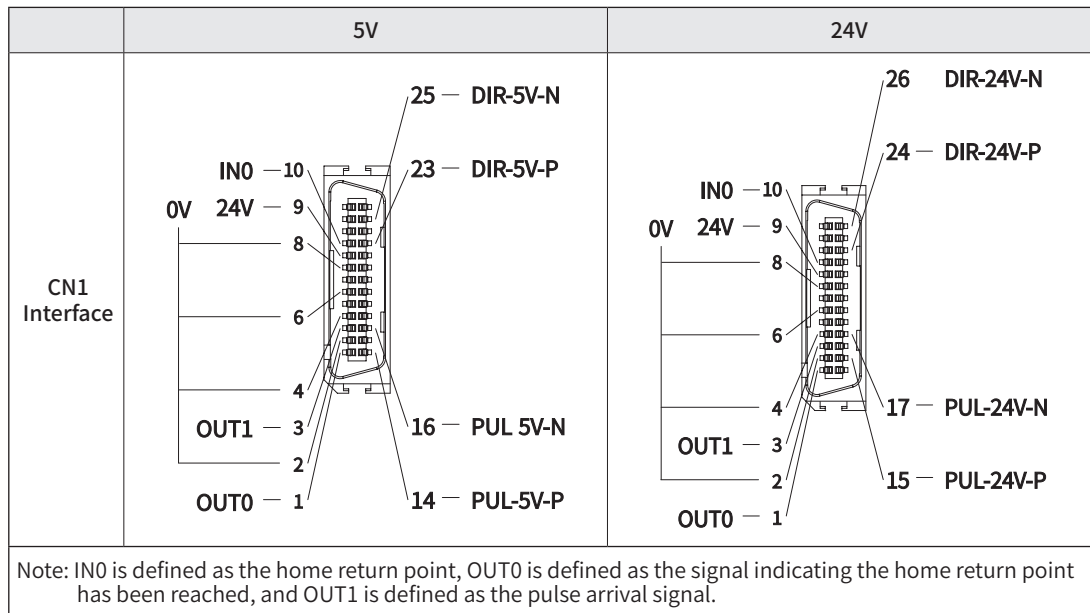 5V 24V
CN1
Interface
25 — DIR-5V-N
IN0 — 10 23 — DIR-5V-P
0V 24V — 9
8
6
4
OUT1 — 3 16 — PUL 5V-N
2
OUT0 — 1 14 — PUL-5V-P
26 DIR-24V-N
24 — DIR-24V-P
IN0 — 10
0V 24V — 9
8
6
4 17 — PUL-24V-N
OUT1 — 3
2 15 — PUL-24V-P
OUT0 — 1
Note: IN0 is defined as the home return point, OUT0 is defined as the signal indicating the home return point
has been reached, and OUT1 is defined as the pulse arrival signal.